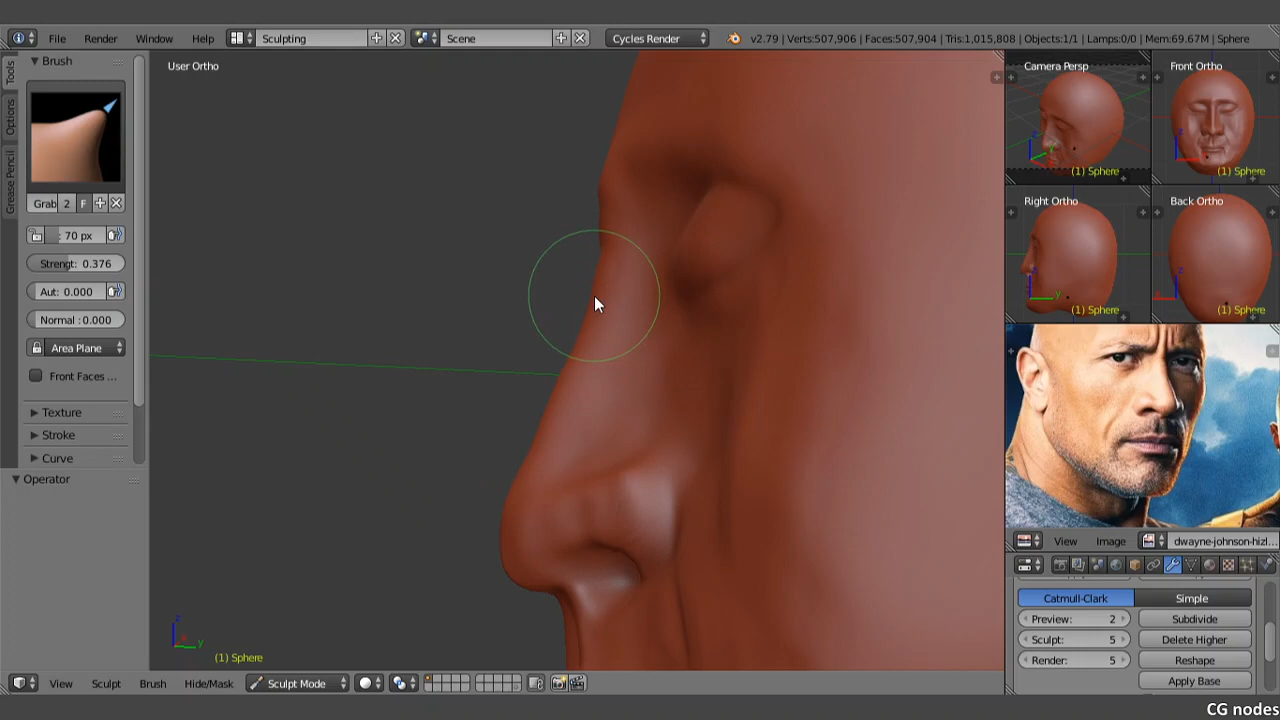 File Render Window Help Sculpting Scene Cycles Render v2.79 | Verts:507,906 | Faces:507,904 | Tris:1,015,808 | Objects:1/1 | Lamps:0/0 | Mem:69.67M | Sphere
Tools
Options
Grease Pencil
Brush
Grab 2 F
: 70 px
Strengt: 0.376
Aut: 0.000
Normal : 0.000
Area Plane
Front Faces ...
Texture
Stroke
Curve
Operator
User Ortho
z
y
(1) Sphere
Camera Persp
(1) Sphere
Front Ortho
(1) Sphere
Right Ortho
(1) Sphere
Back Ortho
(1) Sphere
View Image dwayne-johnson-hizl...
Catmull-Clark Simple
Preview: 2 Subdivide
Sculpt: 5 Delete Higher
Render: 5 Reshape
Apply Base
View Sculpt Brush Hide/Mask Sculpt Mode
CG nodes